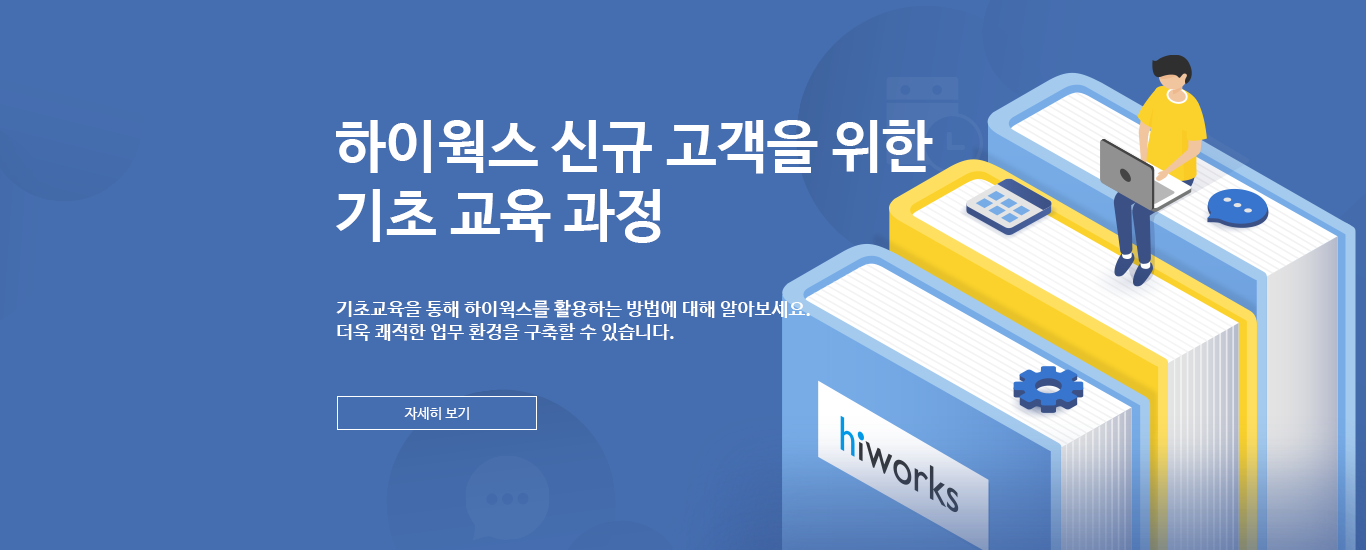 하이웍스 신규 고객을 위한
기초 교육 과정
기초교육을 통해 하이웍스를 활용하는 방법에 대해 알아보세요.
더욱 쾌적한 업무 환경을 구축할 수 있습니다.
자세히 보기
hiworks